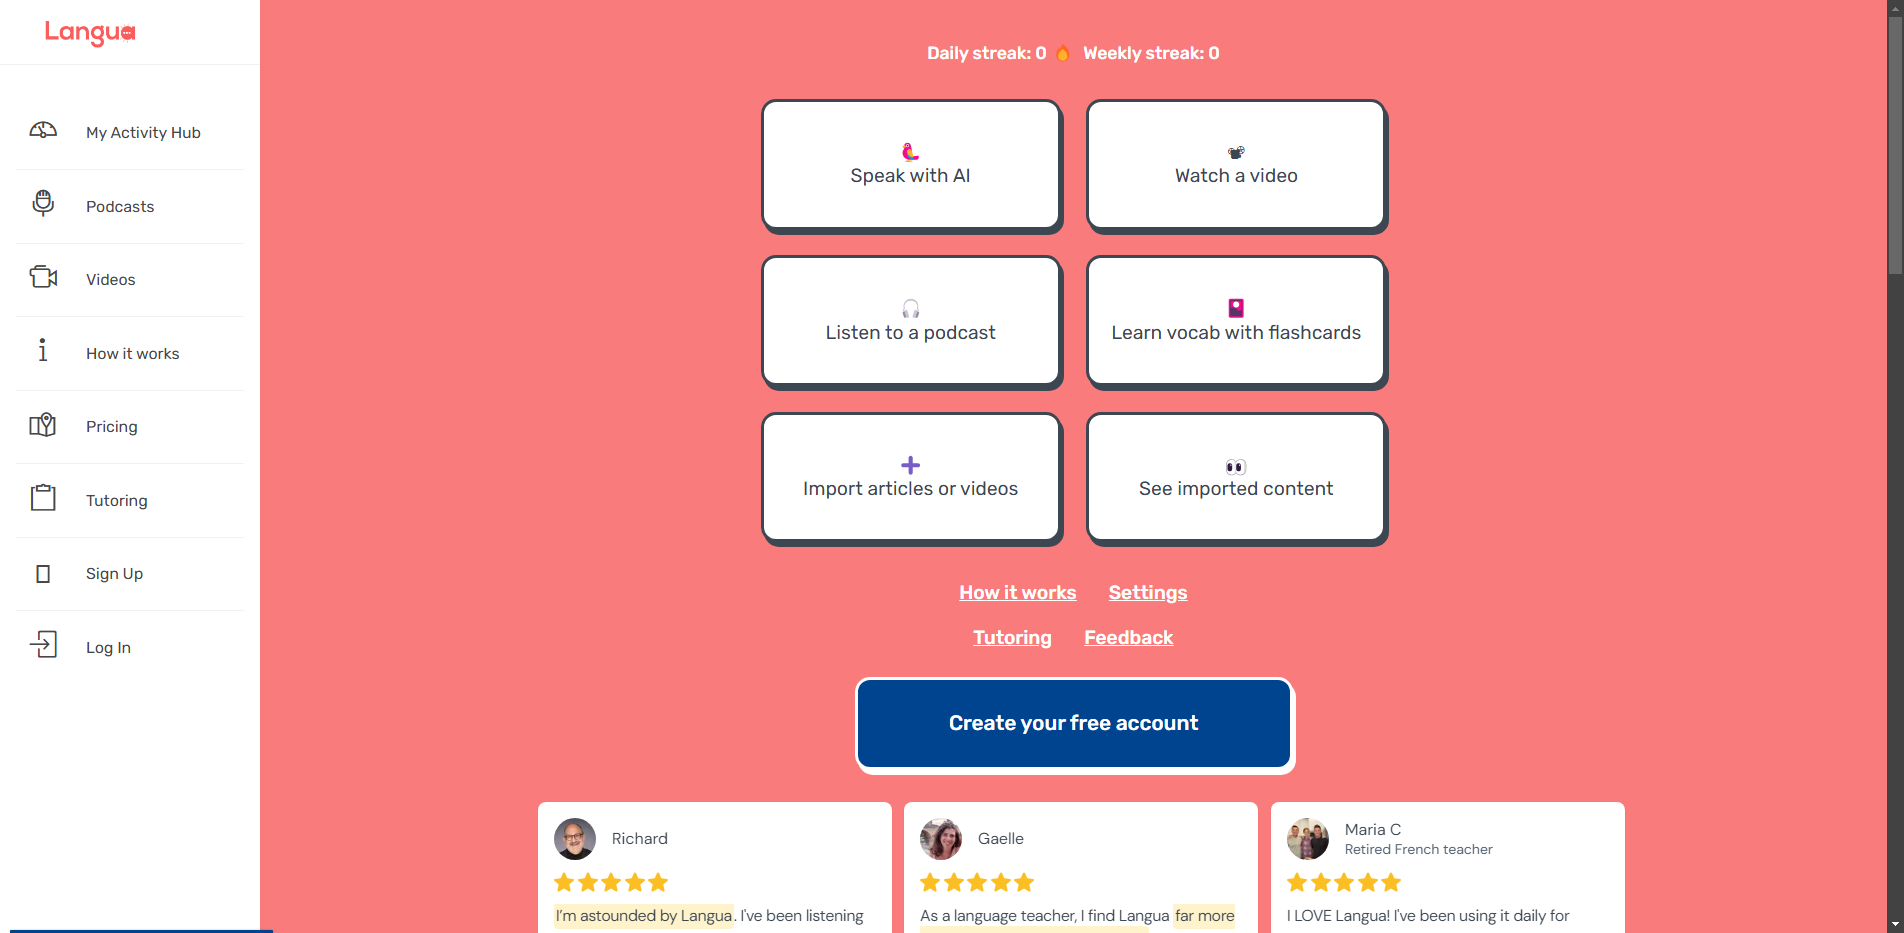 Langua
My Activity Hub
Podcasts
Videos
How it works
Pricing
Tutoring
Sign Up
Log In
Daily streak: 0 🔥 Weekly streak: 0
Speak with AI
Watch a video
Listen to a podcast
Learn vocab with flashcards
Import articles or videos
See imported content
How it works Settings
Tutoring Feedback
Create your free account
Richard
I'm astounded by Langua. I've been listening
Gaelle
As a language teacher, I find Langua far more
Maria C
Retired French teacher
I LOVE Langua! I've been using it daily for